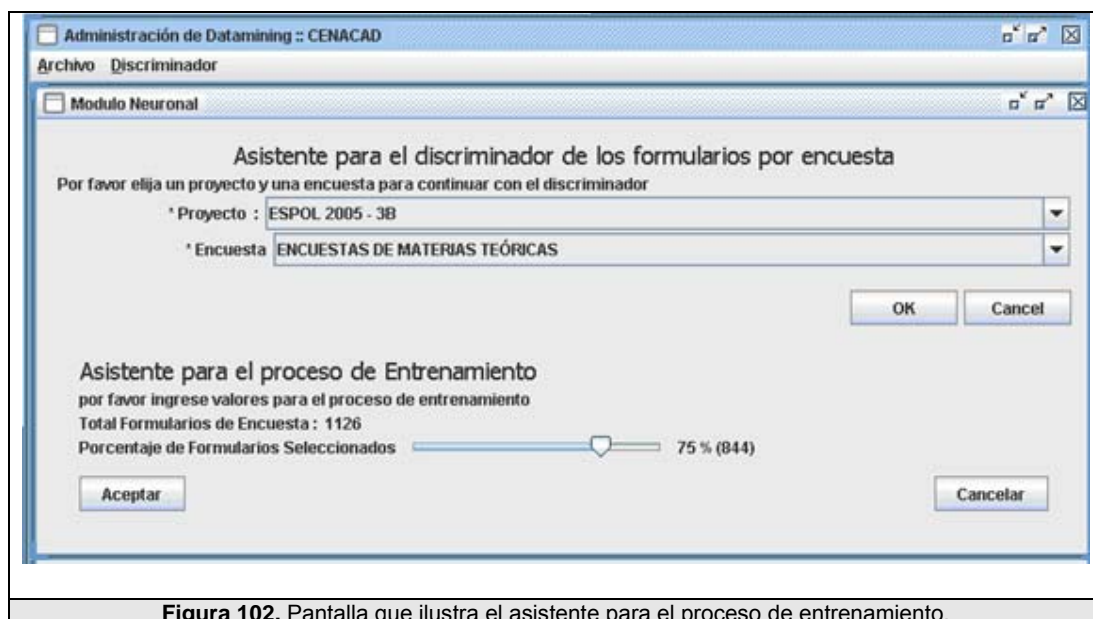 Administración de Datamining :: CENACAD
Archivo Discriminador
Modulo Neuronal
Asistente para el discriminador de los formularios por encuesta
Por favor elija un proyecto y una encuesta para continuar con el discriminador
* Proyecto : ESPOL 2005 - 3B
* Encuesta ENCUESTAS DE MATERIAS TEÓRICAS
OK Cancel
Asistente para el proceso de Entrenamiento
por favor ingrese valores para el proceso de entrenamiento
Total Formularios de Encuesta : 1126
Porcentaje de Formularios Seleccionados 75 % (844)
Aceptar Cancelar
Figura 102. Pantalla que ilustra el asistente para el proceso de entrenamiento.